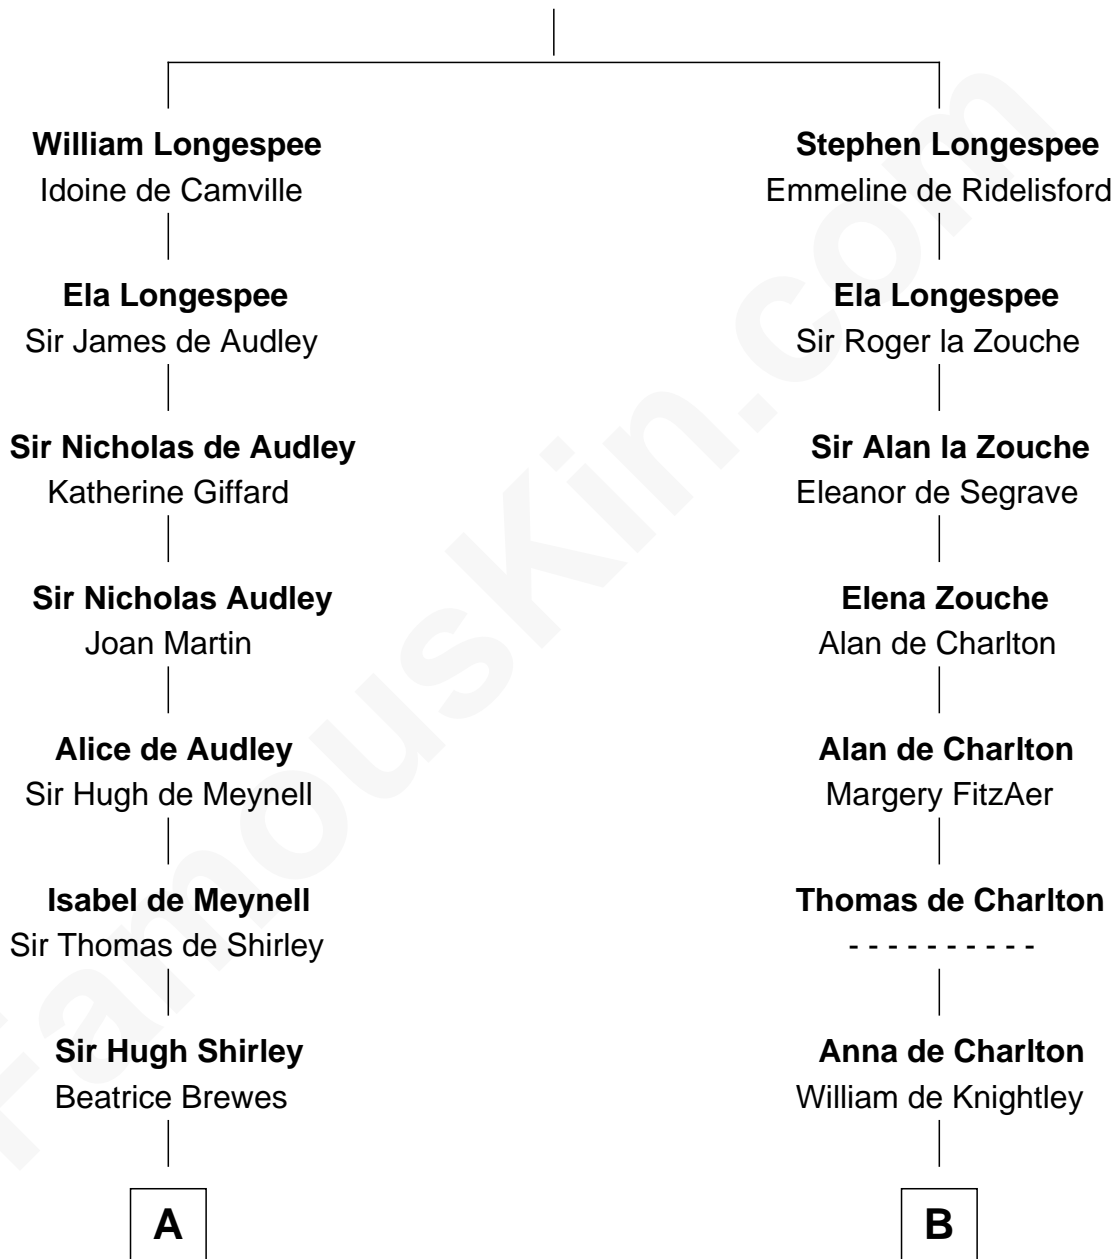 William Longespee
Idoine de Camville
Ela Longespee
Sir James de Audley
Sir Nicholas de Audley
Katherine Giffard
Sir Nicholas Audley
Joan Martin
Alice de Audley
Sir Hugh de Meynell
Isabel de Meynell
Sir Thomas de Shirley
Sir Hugh Shirley
Beatrice Brewes
A
Stephen Longespee
Emmeline de Ridelisford
Ela Longespee
Sir Roger la Zouche
Sir Alan la Zouche
Eleanor de Segrave
Elena Zouche
Alan de Charlton
Alan de Charlton
Margery FitzAer
Thomas de Charlton
- - - - - - - - - -
Anna de Charlton
William de Knightley
B
FamousKin.com